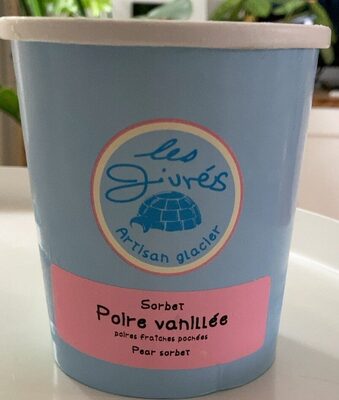 les
Givrés
Artisan glacier
Sorbet
Poire vanillée
poires fraîches pochées
Pear sorbet